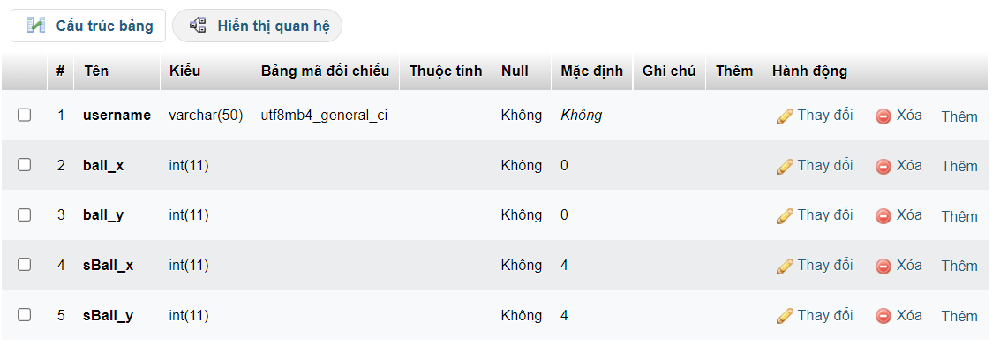 Cấu trúc bảng Hiển thị quan hệ
# Tên Kiểu Bảng mã đối chiếu Thuộc tính Null Mặc định Ghi chú Thêm Hành động
1 username varchar(50) utf8mb4_general_ci Không Không Thay đổi Xóa Thêm
2 ball_x int(11) Không 0 Thay đổi Xóa Thêm
3 ball_y int(11) Không 0 Thay đổi Xóa Thêm
4 sBall_x int(11) Không 4 Thay đổi Xóa Thêm
5 sBall_y int(11) Không 4 Thay đổi Xóa Thêm